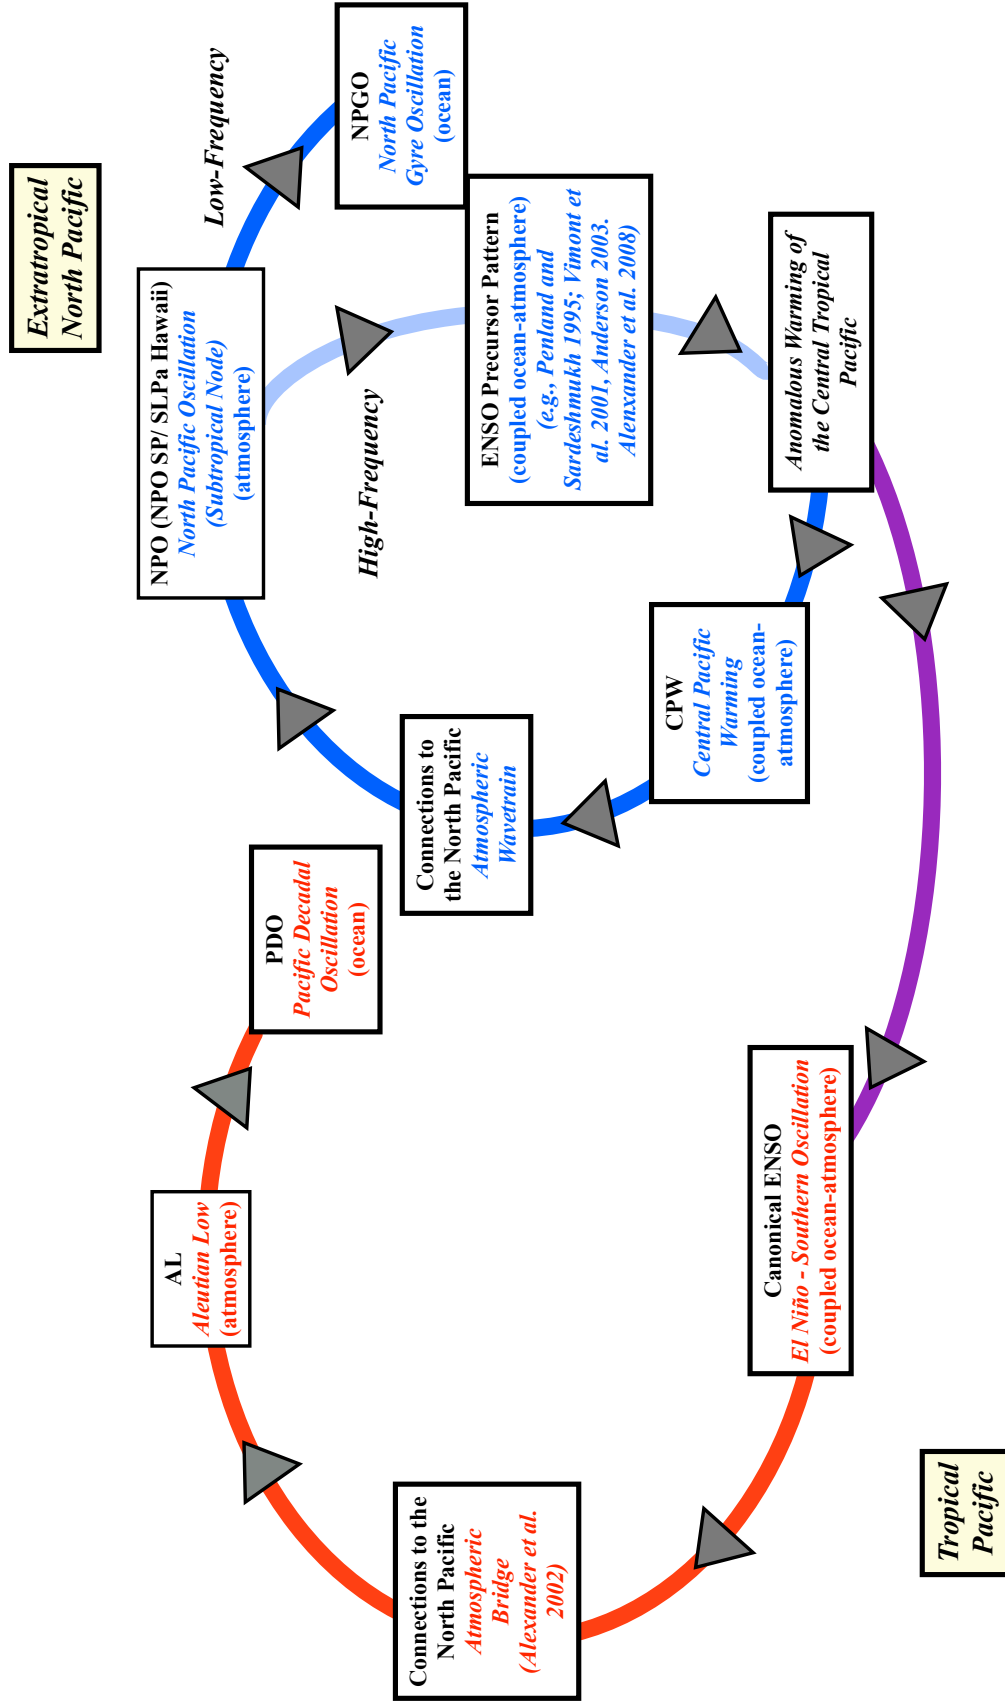 Extratropical
North Pacific
AL
Aleutian Low
(atmosphere)
NPO (NPO SP/ SLPa Hawaii)
North Pacific Oscillation
(Subtropical Node)
(atmosphere)
Low-Frequency
PDO
Pacific Decadal
Oscillation
(ocean)
NPGO
North Pacific
Gyre Oscillation
(ocean)
High-Frequency
Connections to the
North Pacific
Atmospheric
Bridge
(Alexander et al.
2002)
Connections to
the North Pacific
Atmospheric
Wavetrain
ENSO Precursor Pattern
(coupled ocean-atmosphere)
(e.g., Penland and
Sardeshmukh 1995; Vimont et
al. 2001, Anderson 2003.
Alenxander et al. 2008)
CPW
Central Pacific
Warming
(coupled ocean-
atmosphere)
Canonical ENSO
El Niño - Southern Oscillation
(coupled ocean-atmosphere)
Anomalous Warming of
the Central Tropical
Pacific
Tropical
Pacific